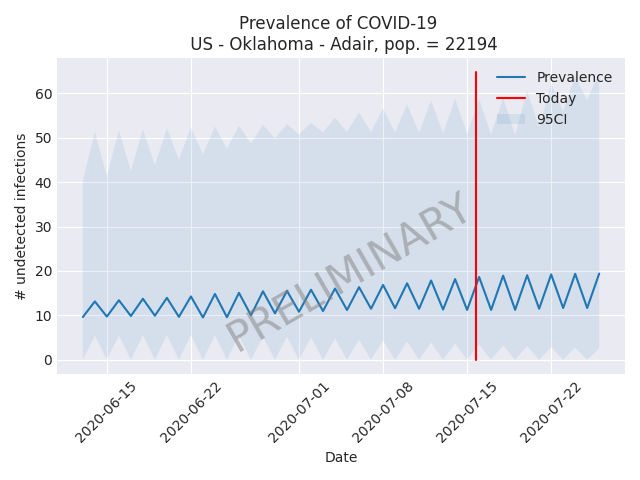 Prevalence of COVID-19
US - Oklahoma - Adair, pop. = 22194
Prevalence
Today
95CI
60
50
40
30
20
10
0
# undetected infections
PRELIMINARY
2020-06-15
2020-06-22
2020-07-01
2020-07-08
2020-07-15
2020-07-22
Date